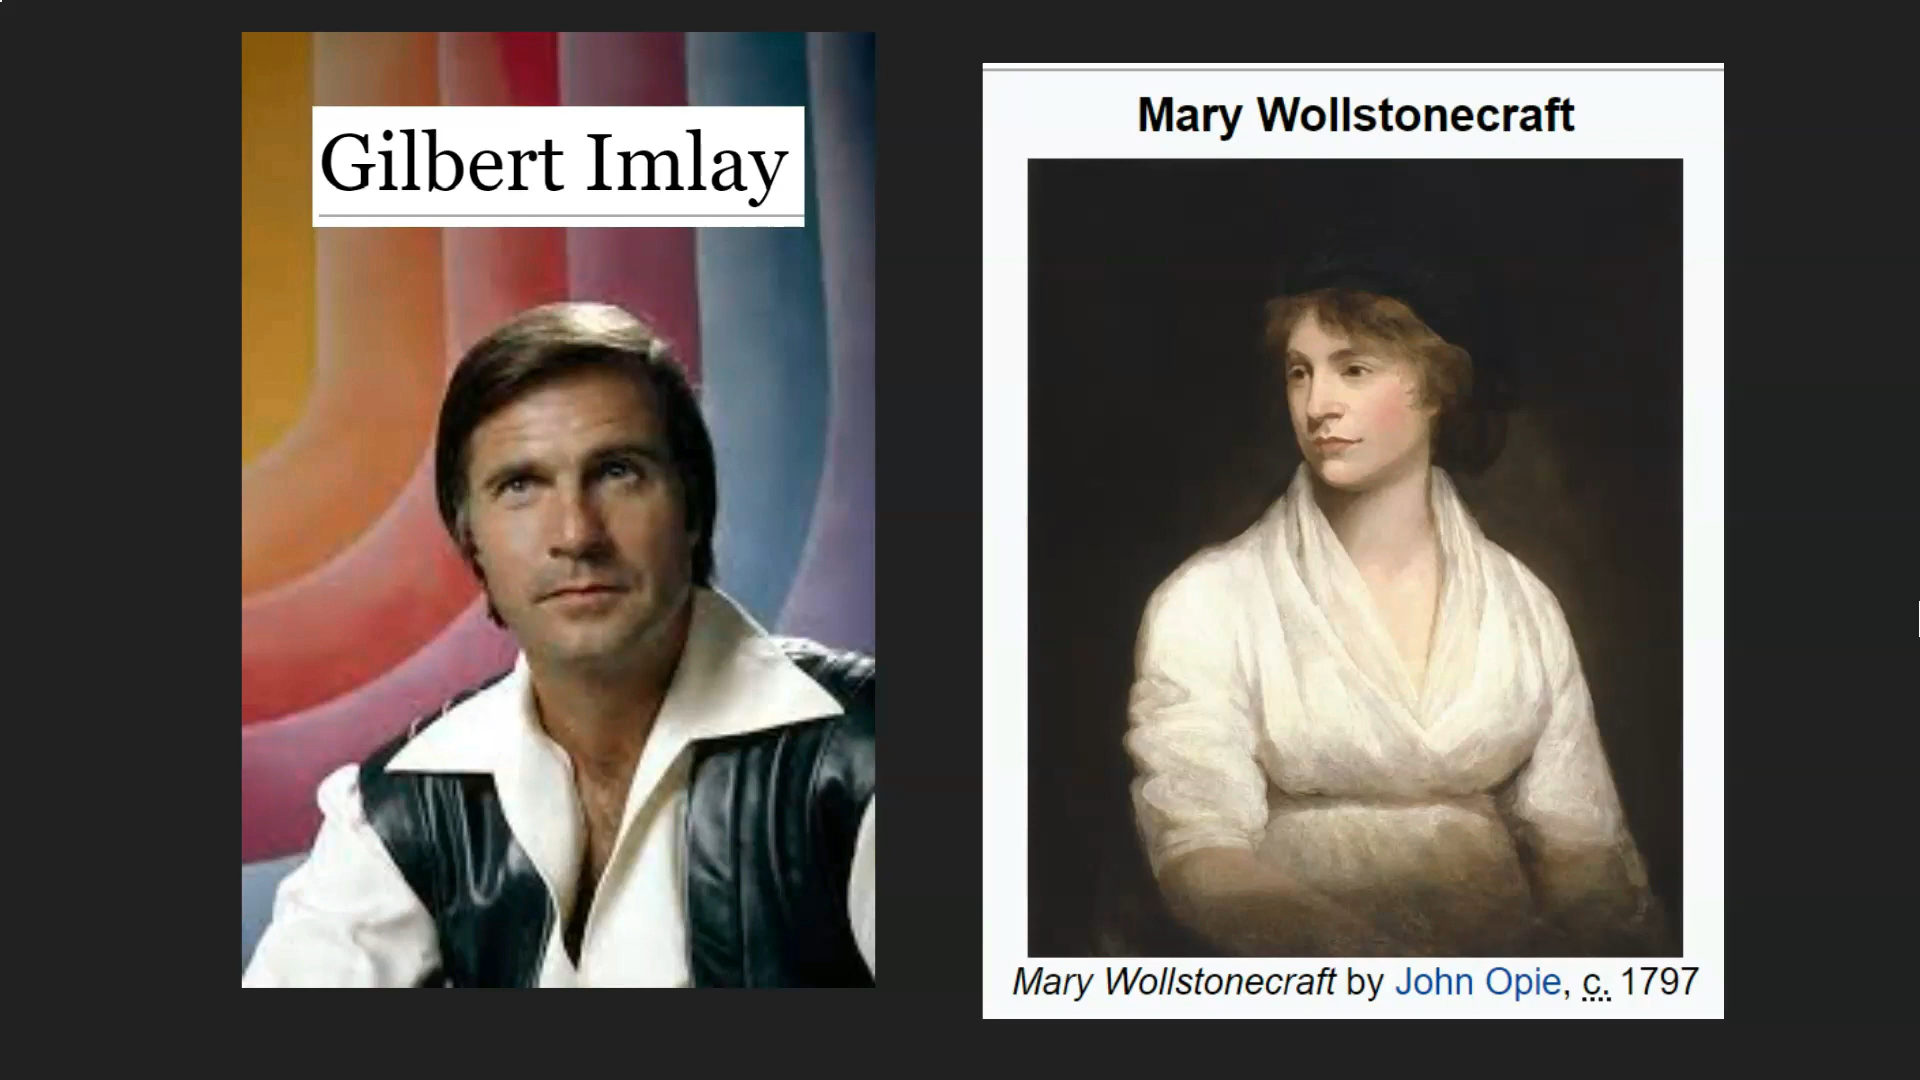 Gilbert Imlay
Mary Wollstonecraft
Mary Wollstonecraft by John Opie, c. 1797